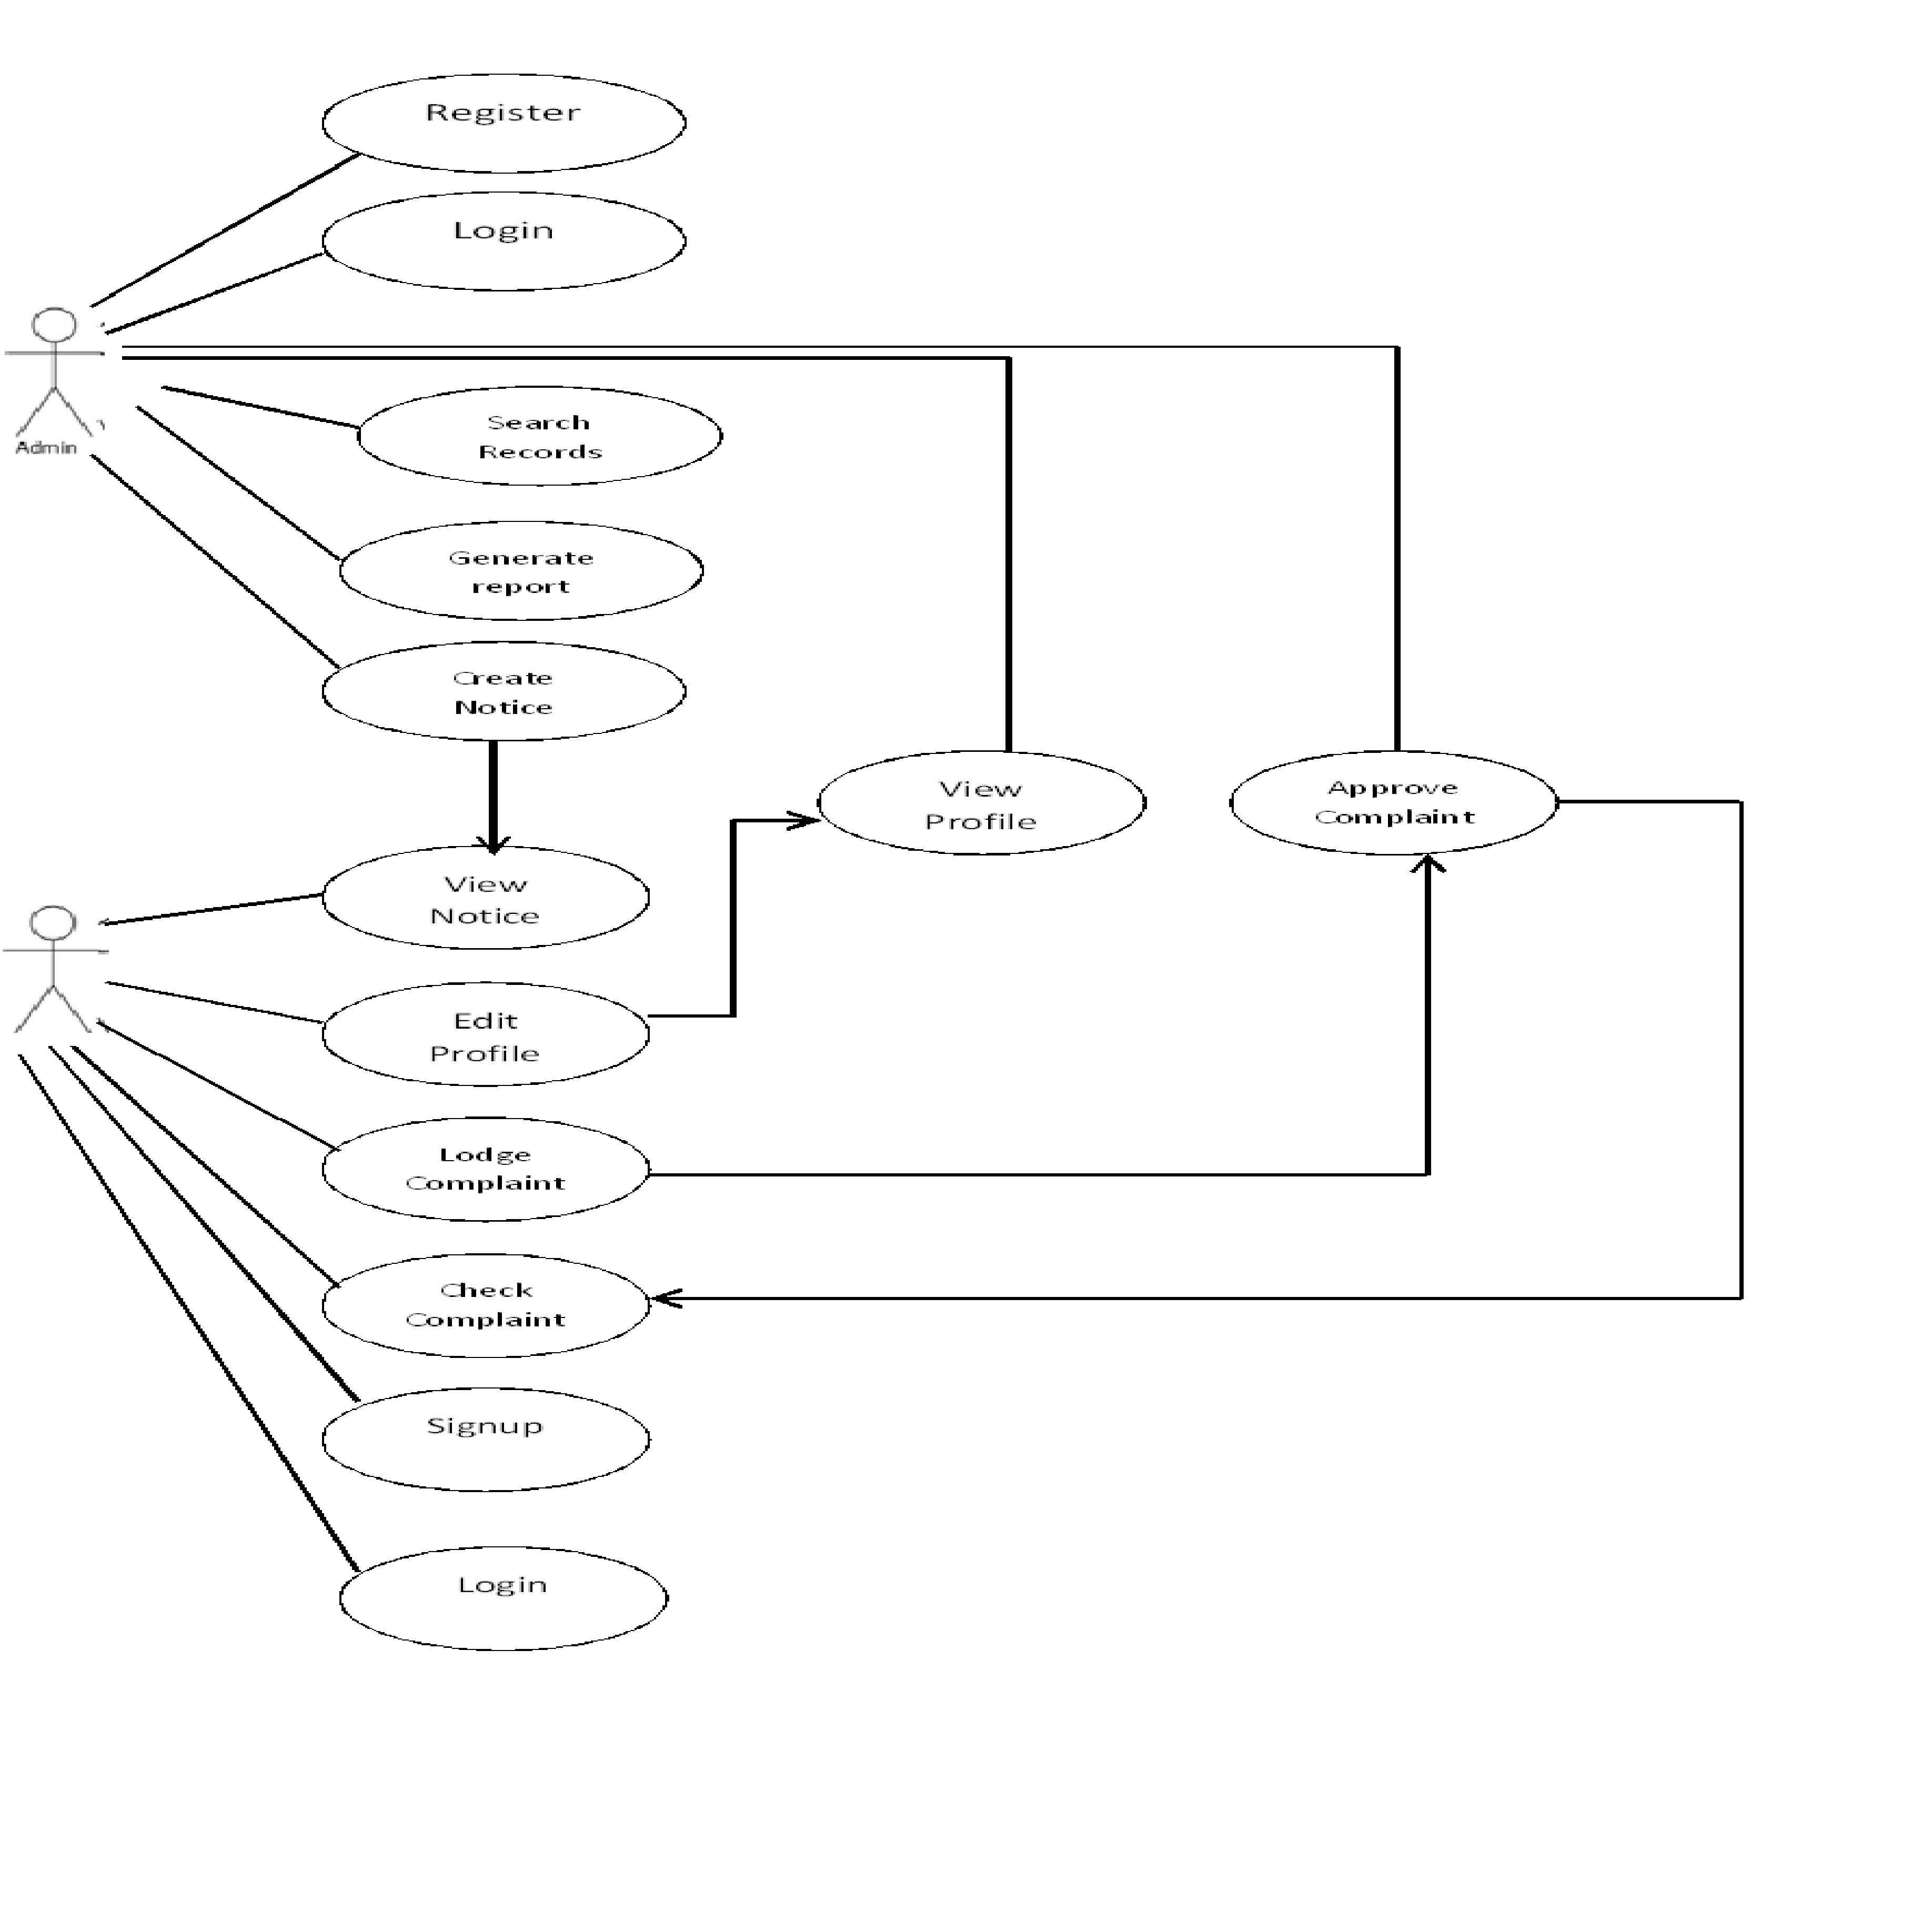 Register
Login
Admin
Search
Records
Generate
report
Create
Notice
View
Profile
Approve
Complaint
View
Notice
Edit
Profile
Lodge
Complaint
Check
Complaint
Signup
Login